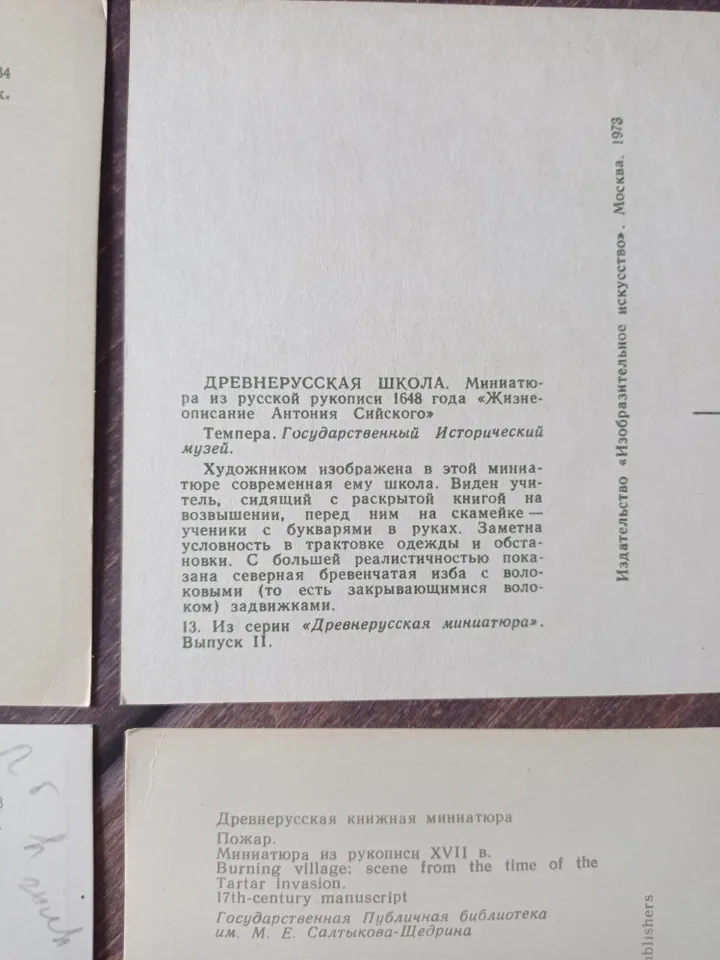 34
к.
ДРЕВНЕРУССКАЯ ШКОЛА. Миниатю-
ра из русской рукописи 1648 года «Жизне-
описание Антония Сийского»
Темпера. Государственный Исторический
музей.
Художником изображена в этой миниа-
тюре современная ему школа. Виден учи-
тель, сидящий с раскрытой книгой на
возвышении, перед ним на скамейке —
ученики с букварями в руках. Заметна
условность в трактовке одежды и обста-
новки. С большей реалистичностью пока-
зана северная бревенчатая изба с воло-
ковыми (то есть закрывающимися воло-
ком) задвижками.
13. Из серии «Древнерусская миниатюра».
Выпуск II.
Издательство «Изобразительное искусство». Москва. 1973
Древнерусская книжная миниатюра
Пожар.
Миниатюра из рукописи XVII в.
Burning village: scene from the time of the
Tartar invasion.
17th-century manuscript
Государственная Публичная библиотека
им. М. Е. Салтыкова-Щедрина
ublishers